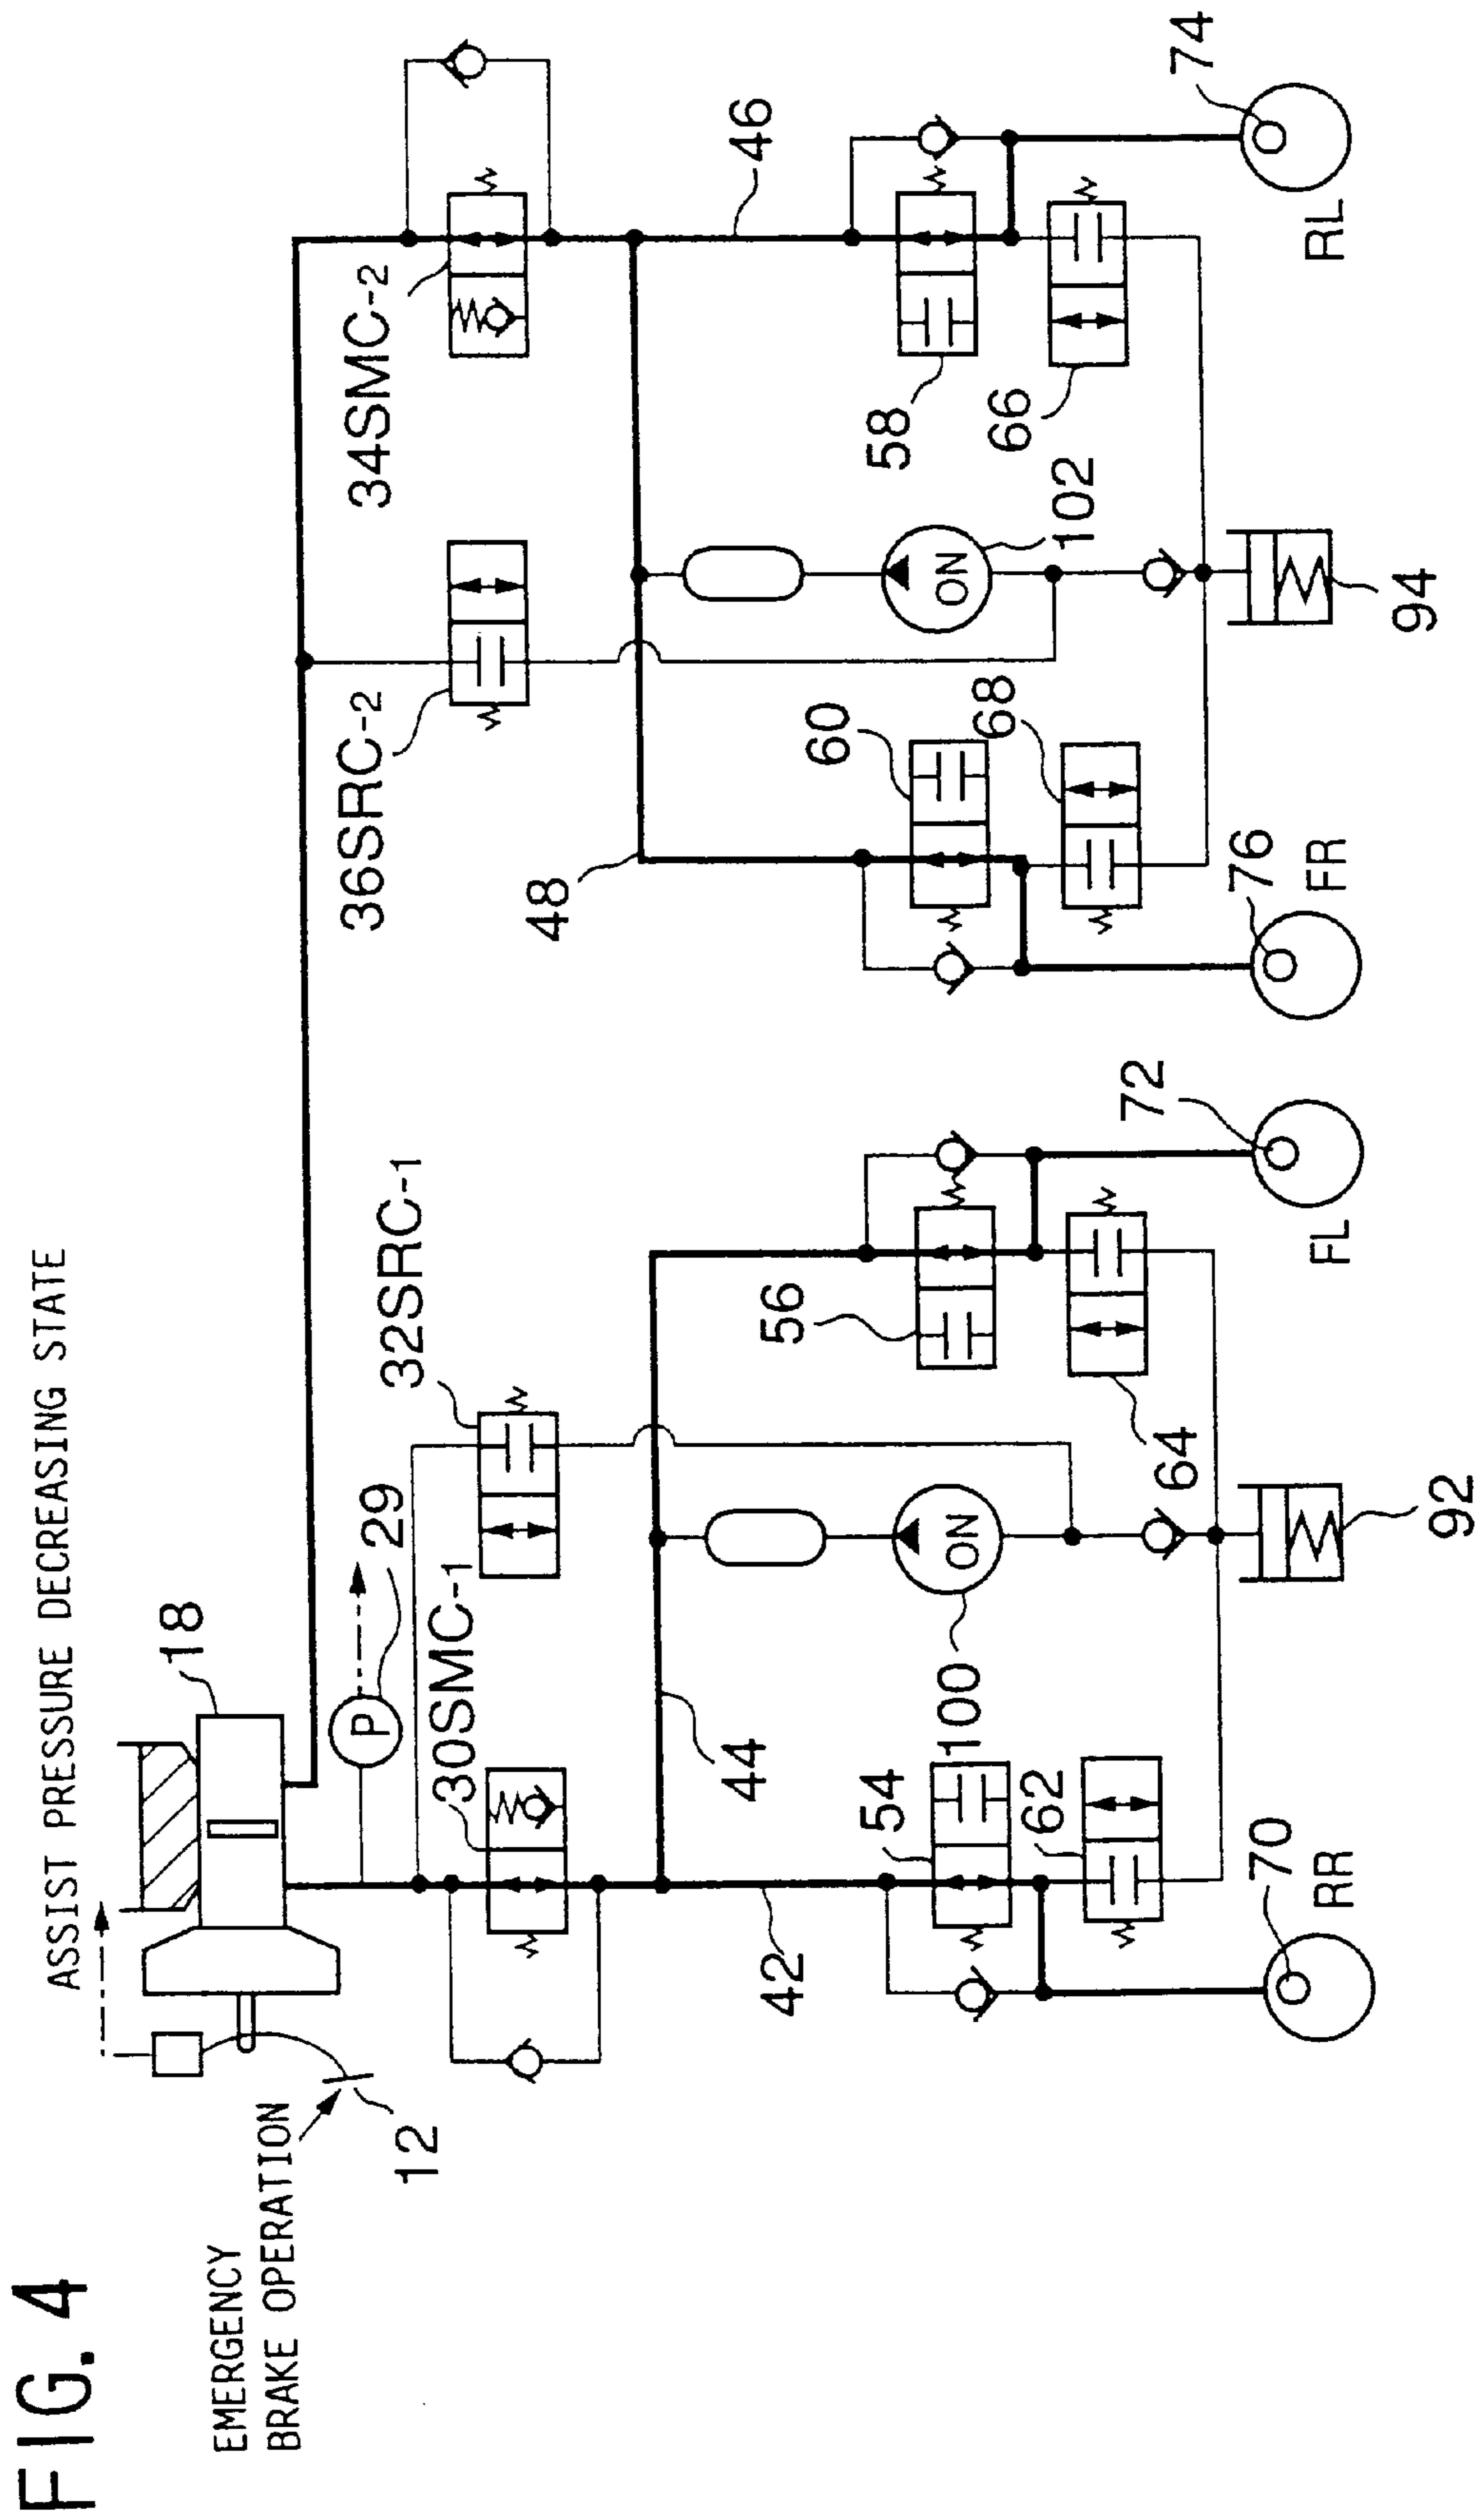 FIG. 4
ASSIST PRESSURE DECREASING STATE
EMERGENCY
BRAKE OPERATION
12
18
29
P
30SMC-1
32SRC-1
36SRC-2
34SMC-2
42
44
48
46
54
62
100
ON
56
64
60
68
102
ON
58
66
70
RR
92
72
FL
76
FR
94
74
RL